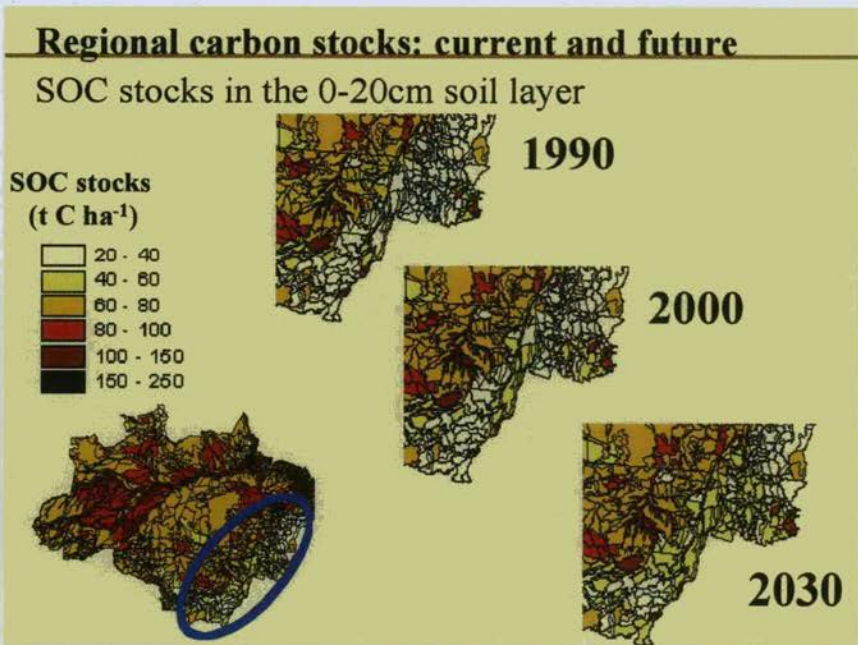 Regional carbon stocks: current and future
SOC stocks in the 0-20cm soil layer
1990
SOC stocks
(t C ha⁻¹)
20 - 40
40 - 60
60 - 80
80 - 100
100 - 150
150 - 250
2000
2030